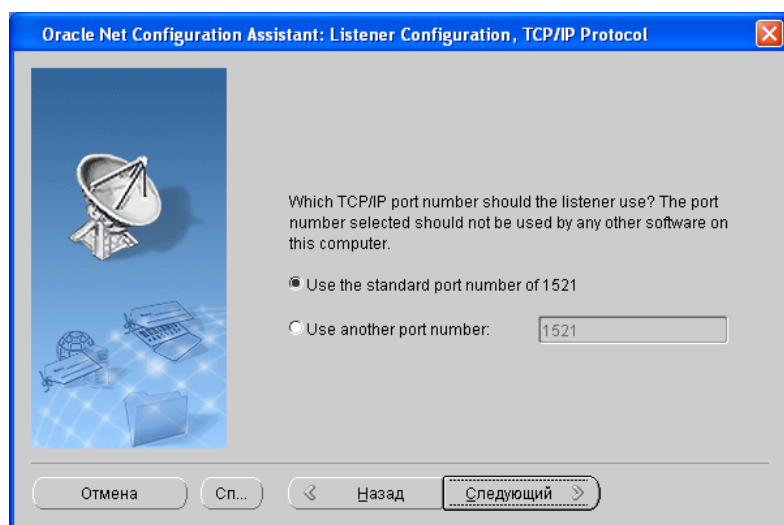 Oracle Net Configuration Assistant: Listener Configuration, TCP/IP Protocol
Which TCP/IP port number should the listener use? The port
number selected should not be used by any other software on
this computer.
Use the standard port number of 1521
Use another port number: 1521
Отмена Сп... Назад Следующий